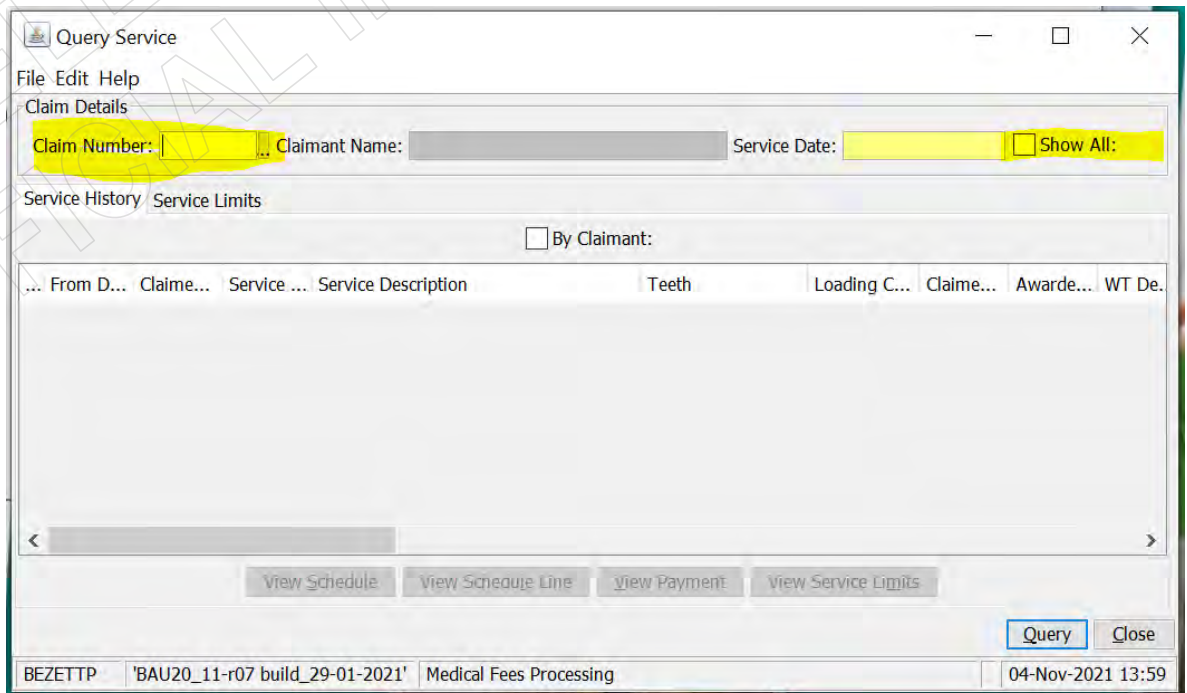 Query Service
File Edit Help
Claim Details
Claim Number: ... Claimant Name: Service Date: Show All:
Service History Service Limits
By Claimant:
... From D... Claime... Service ... Service Description Teeth Loading C... Claime... Awarde... WT De.
View Schedule View Schedule Line View Payment View Service Limits
Query Close
BEZETTP 'BAU20_11-r07 build_29-01-2021' Medical Fees Processing 04-Nov-2021 13:59